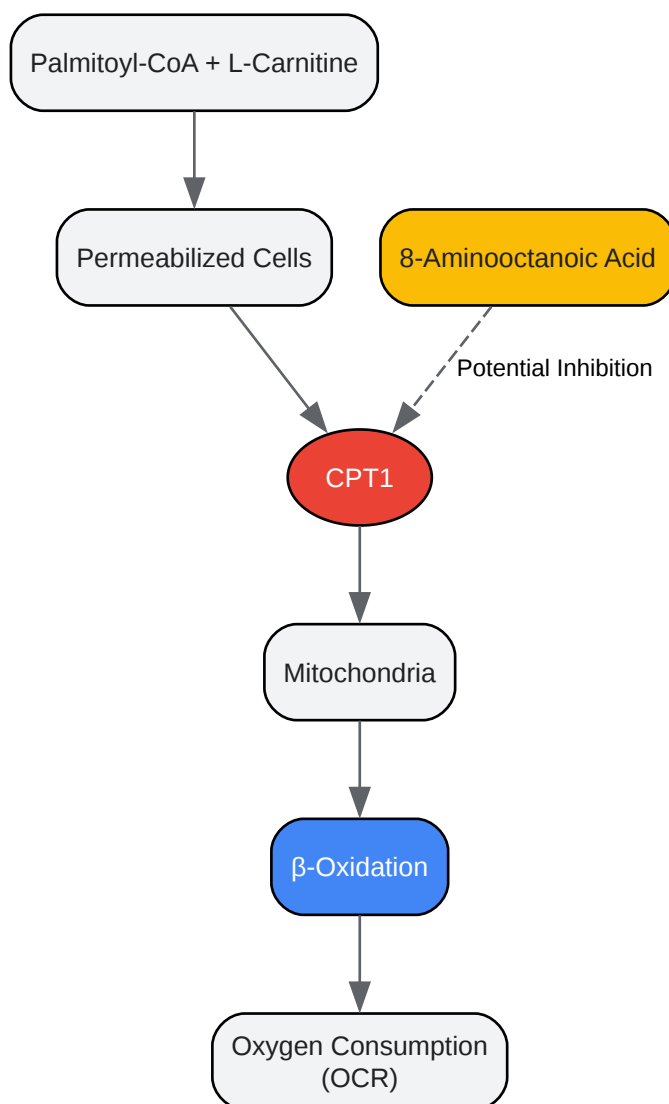 Palmitoyl-CoA + L-Carnitine
Permeabilized Cells
8-Aminooctanoic Acid
Potential Inhibition
CPT1
Mitochondria
β-Oxidation
Oxygen Consumption
(OCR)